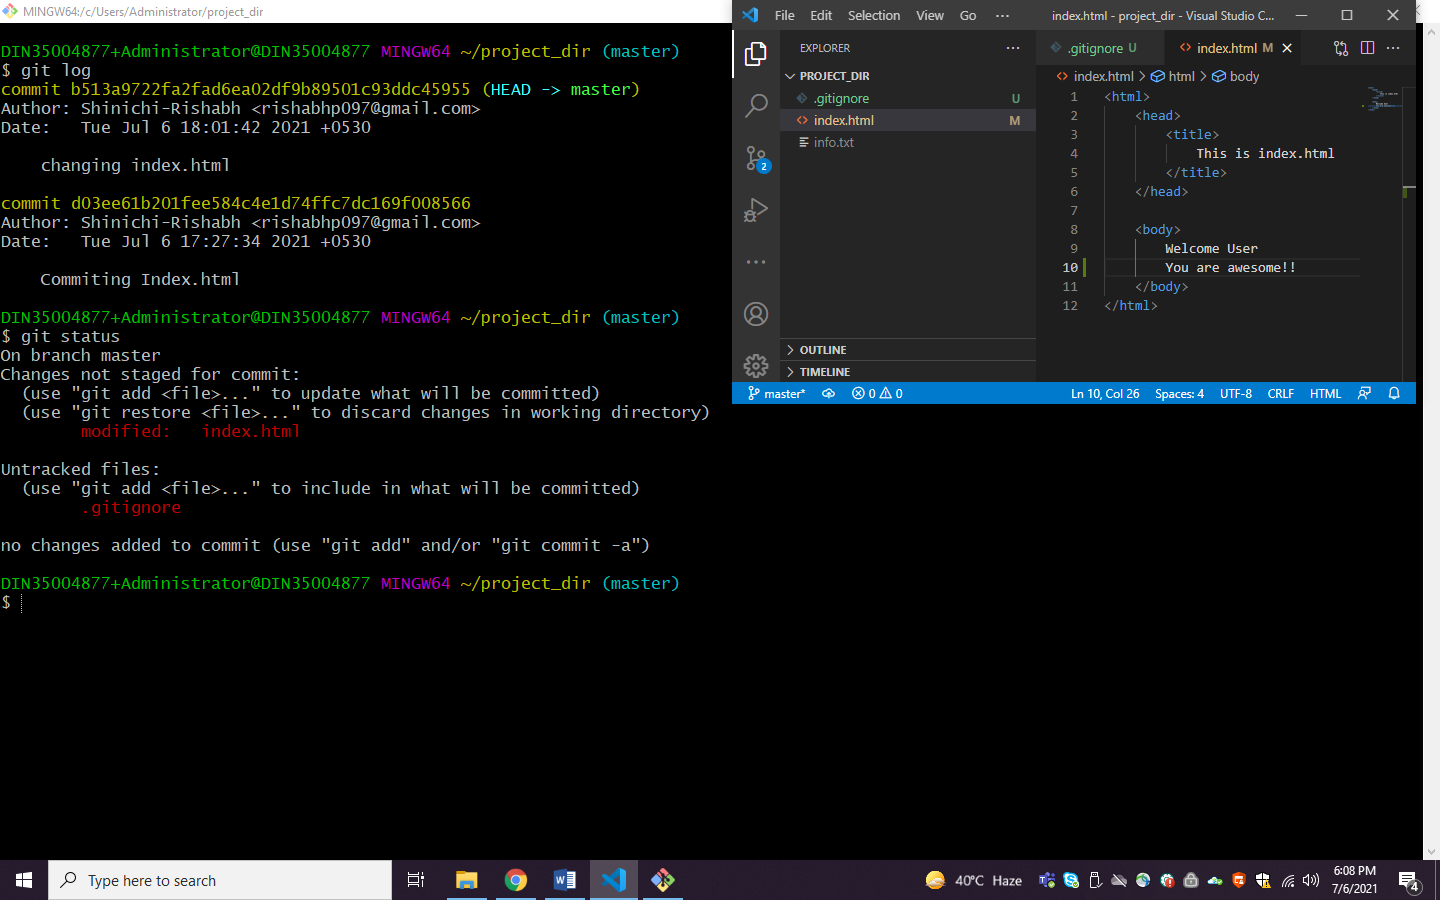 MINGW64:/c/Users/Administrator/project_dir
DIN35004877+Administrator@DIN35004877 MINGW64 ~/project_dir (master)
$ git log
commit b513a9722fa2fad6ea02df9b89501c93ddc45955 (HEAD -> master)
Author: Shinichi-Rishabh <rishabhp097@gmail.com>
Date:   Tue Jul 6 18:01:42 2021 +0530
changing index.html
commit d03ee61b201fee584c4e1d74ffc7dc169f008566
Author: Shinichi-Rishabh <rishabhp097@gmail.com>
Date:   Tue Jul 6 17:27:34 2021 +0530
Commiting Index.html
DIN35004877+Administrator@DIN35004877 MINGW64 ~/project_dir (master)
$ git status
On branch master
Changes not staged for commit:
(use "git add <file>..." to update what will be committed)
(use "git restore <file>..." to discard changes in working directory)
modified:   index.html
Untracked files:
(use "git add <file>..." to include in what will be committed)
.gitignore
no changes added to commit (use "git add" and/or "git commit -a")
DIN35004877+Administrator@DIN35004877 MINGW64 ~/project_dir (master)
$
File Edit Selection View Go ··· index.html - project_dir - Visual Studio C...
EXPLORER ···
PROJECT_DIR
.gitignore U
index.html M
info.txt
2
OUTLINE
TIMELINE
.gitignore U index.html M
index.html > html > body
1 <html>
2 <head>
3 <title>
4 This is index.html
5 </title>
6 </head>
7
8 <body>
9 Welcome User
10 You are awesome!!
11 </body>
12 </html>
master* 0 0 Ln 10, Col 26 Spaces: 4 UTF-8 CRLF HTML
Type here to search
40°C Haze
6:08 PM
7/6/2021
4